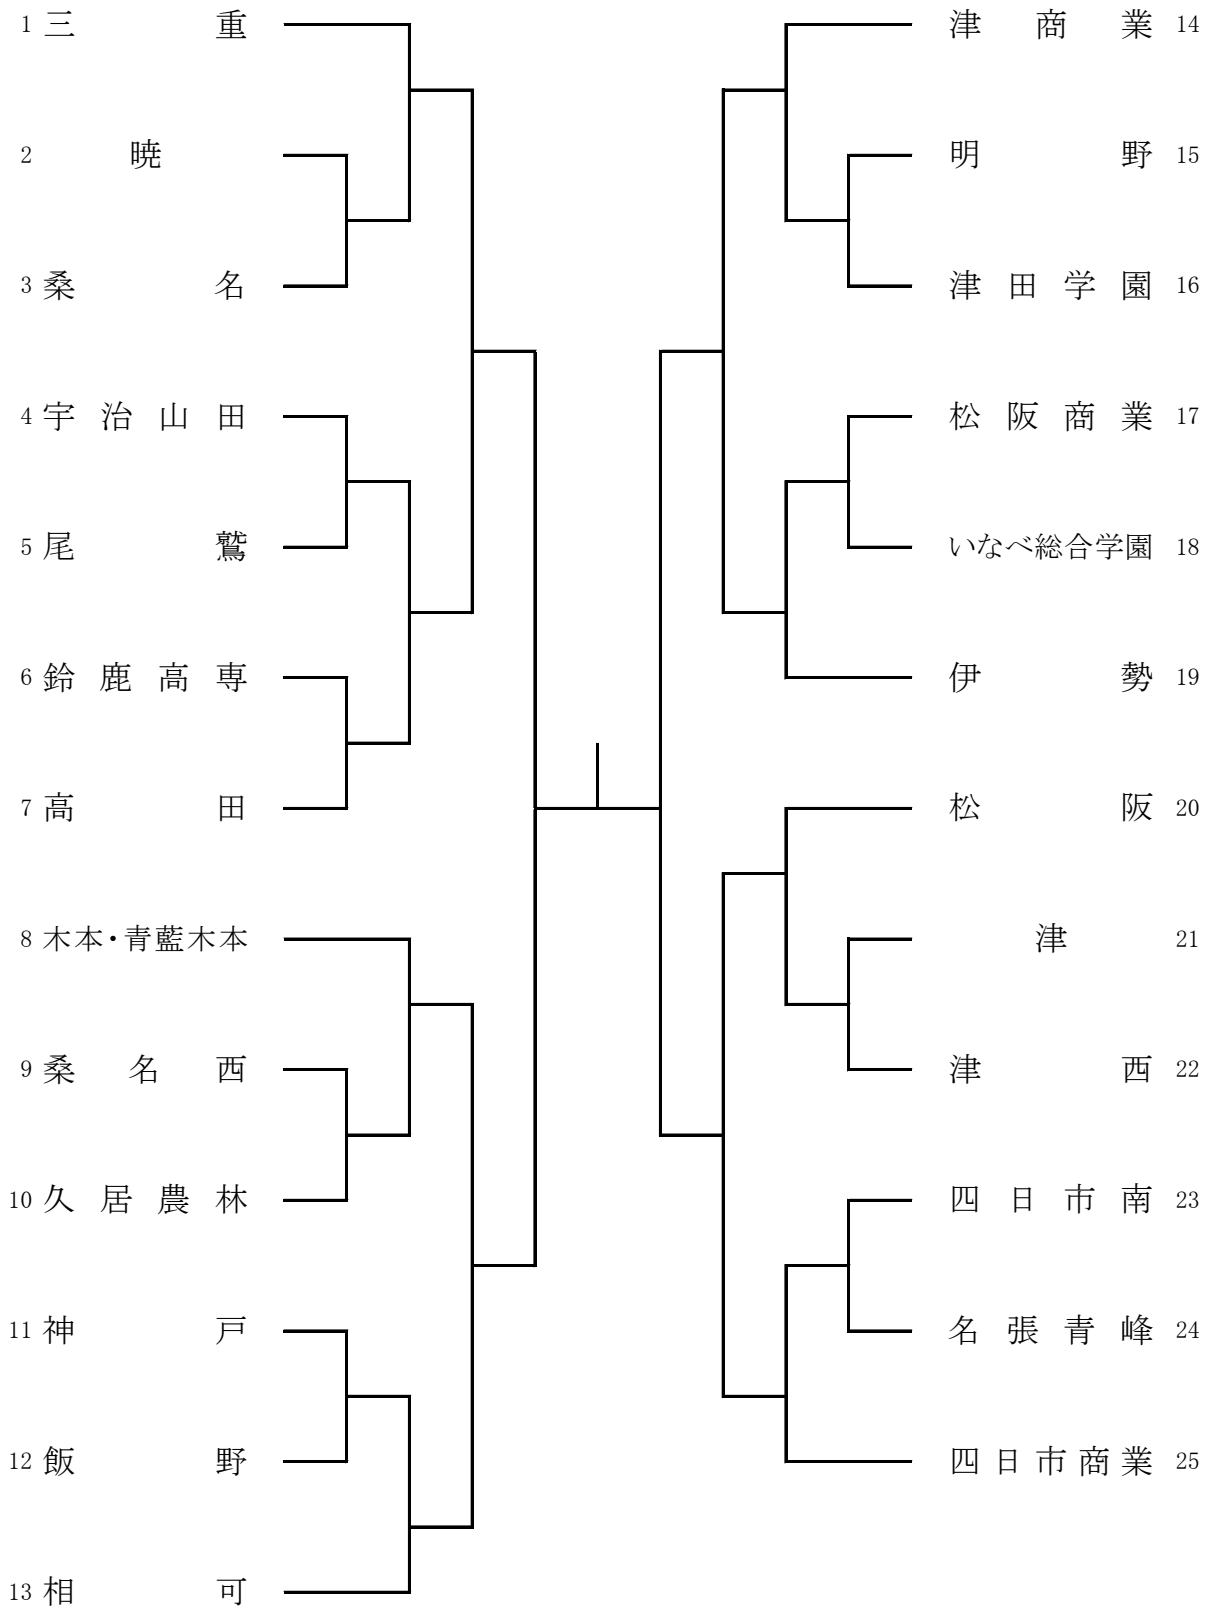 1 三重
2 暁
3 桑名
4 宇治山田
5 尾鷲
6 鈴鹿高専
7 高田
8 木本・青藍木本
9 桑名西
10 久居農林
11 神戸
12 飯野
13 相可
津商業 14
明野 15
津田学園 16
松阪商業 17
いなべ総合学園 18
伊勢 19
松阪 20
津 21
津西 22
四日市南 23
名張青峰 24
四日市商業 25